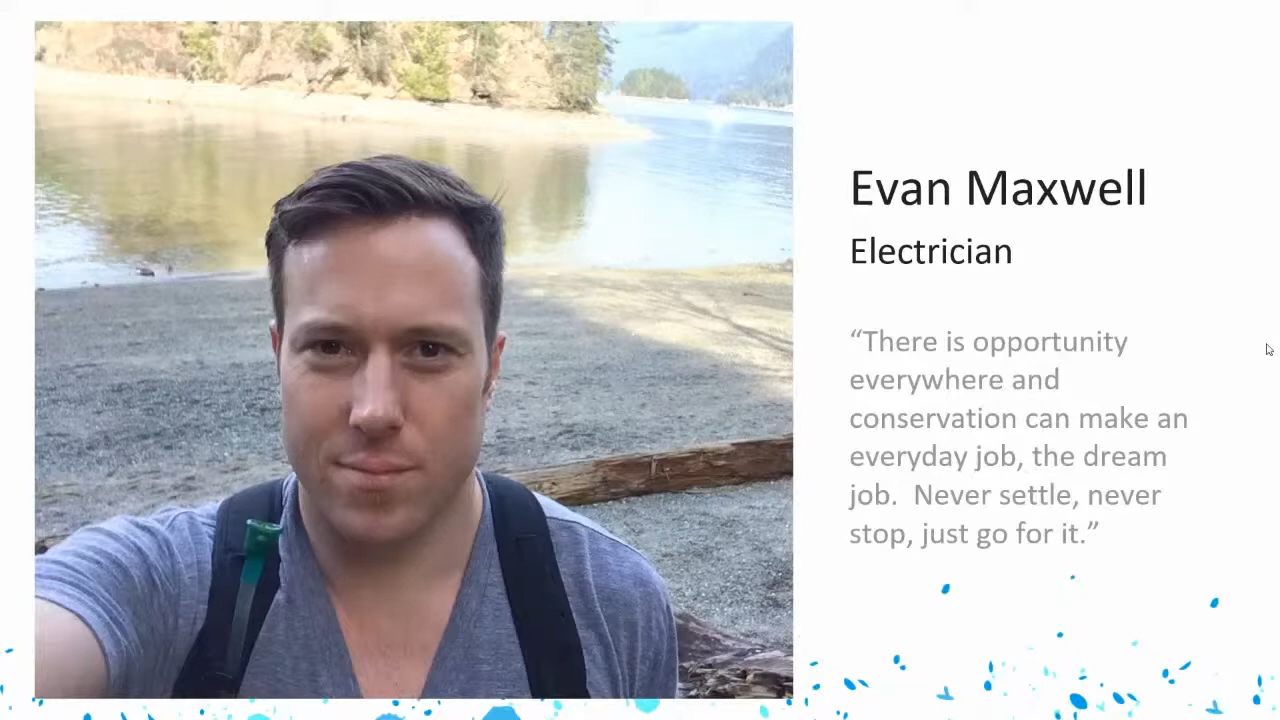 Evan Maxwell
Electrician
“There is opportunity
everywhere and
conservation can make an
everyday job, the dream
job.  Never settle, never
stop, just go for it.”